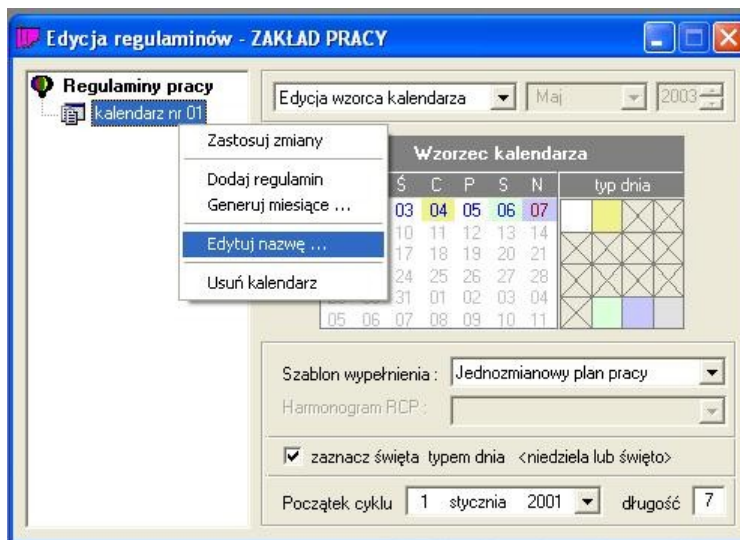 Edycja regulaminów - ZAKŁAD PRACY
Regulaminy pracy
kalendarz nr 01
Edycja wzorca kalendarza
Maj
2003
Zastosuj zmiany
Dodaj regulamin
Generuj miesiące ...
Edytuj nazwę ...
Usuń kalendarz
Wzorzec kalendarza
Ś C P S N typ dnia
03 04 05 06 07
10 11 12 13 14
17 18 19 20 21
24 25 26 27 28
31 01 02 03 04
05 06 07 08 09 10 11
Szablon wypełnienia : Jednozmianowy plan pracy
Harmonogram RCP :
zaznacz święta typem dnia <niedziela lub święto>
Początek cyklu 1 stycznia 2001 długość 7